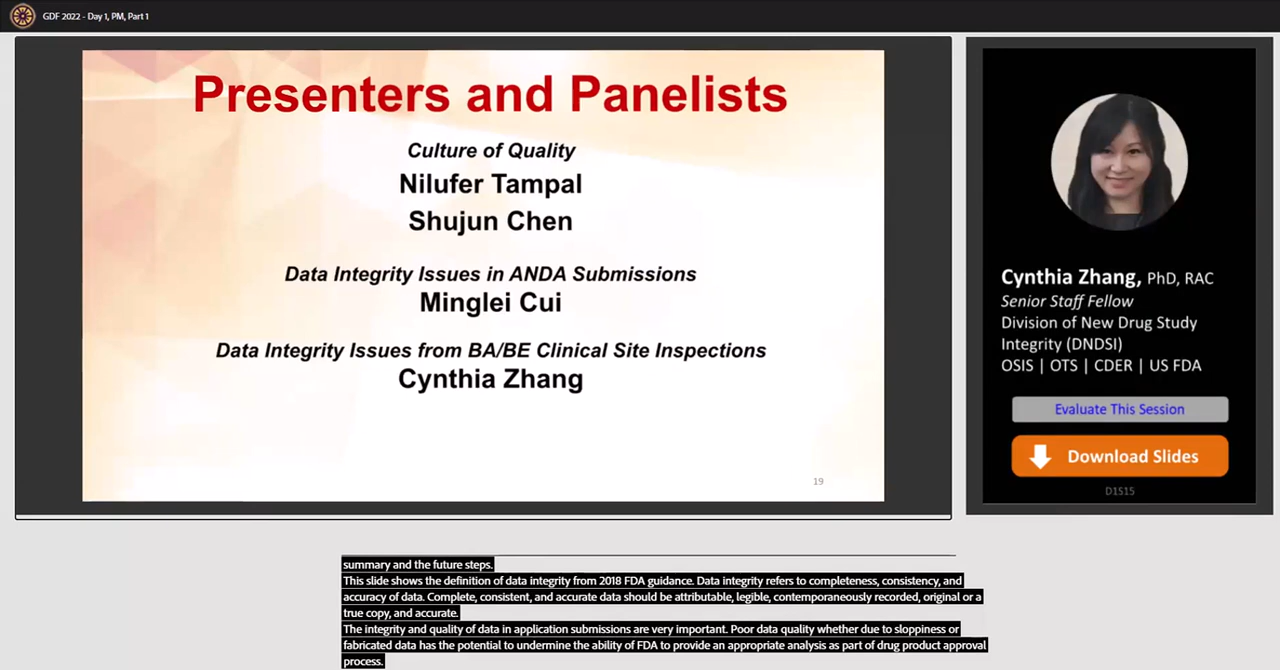 GDF 2022 - Day 1, PM, Part 1
Presenters and Panelists
Culture of Quality
Nilufer Tampal
Shujun Chen
Data Integrity Issues in ANDA Submissions
Minglei Cui
Data Integrity Issues from BA/BE Clinical Site Inspections
Cynthia Zhang
19
Cynthia Zhang, PhD, RAC
Senior Staff Fellow
Division of New Drug Study
Integrity (DNDSI)
OSIS | OTS | CDER | US FDA
Evaluate This Session
Download Slides
D1S15
summary and the future steps.
This slide shows the definition of data integrity from 2018 FDA guidance. Data integrity refers to completeness, consistency, and
accuracy of data. Complete, consistent, and accurate data should be attributable, legible, contemporaneously recorded, original or a
true copy, and accurate.
The integrity and quality of data in application submissions are very important. Poor data quality whether due to sloppiness or
fabricated data has the potential to undermine the ability of FDA to provide an appropriate analysis as part of drug product approval
process.